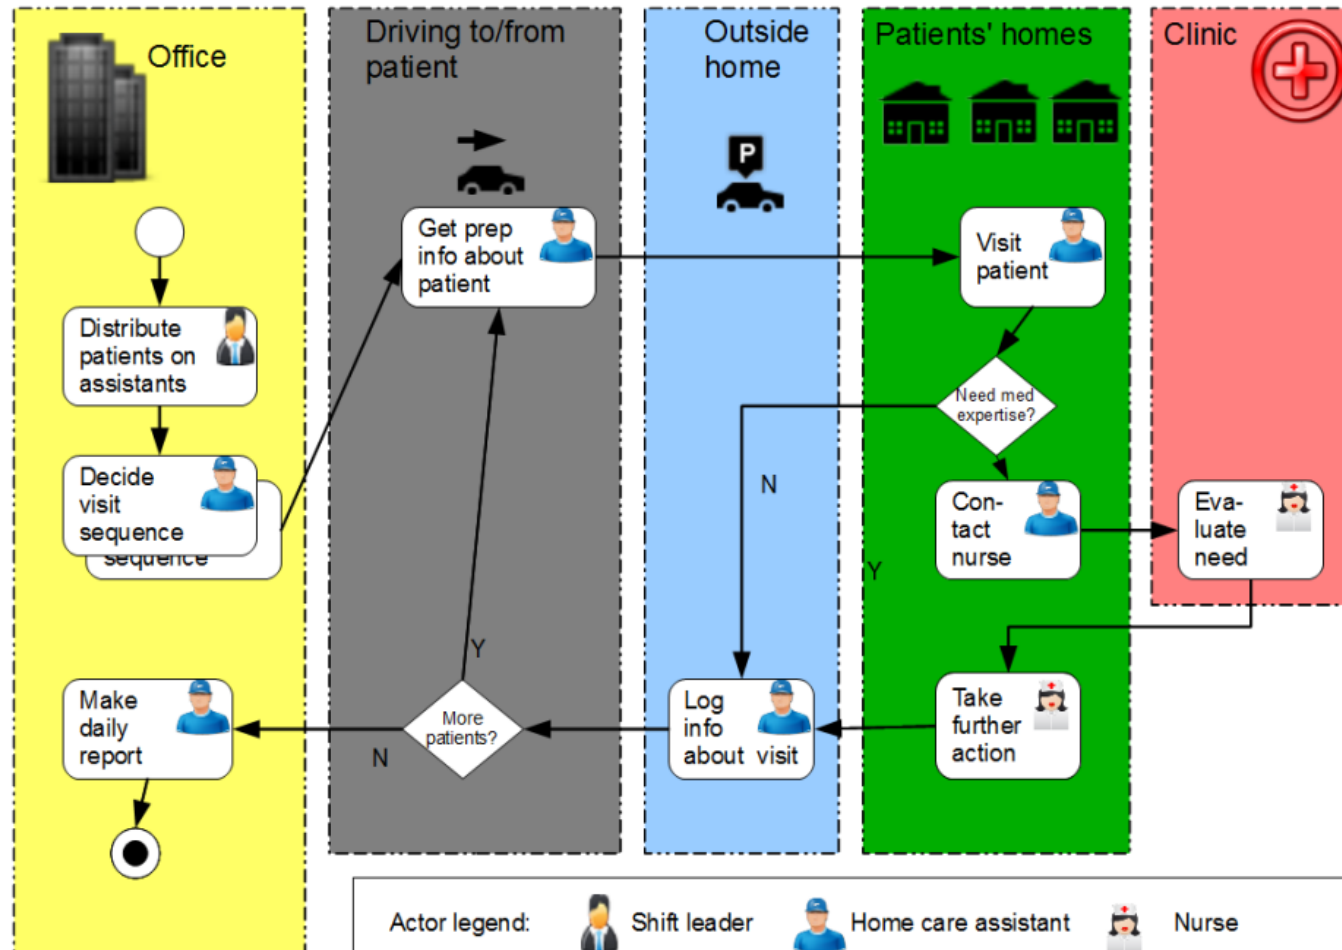 Office
Driving to/from
patient
Outside
home
Patients' homes
Clinic
P
Get prep
info about
patient
Visit
patient
Distribute
patients on
assistants
Need med
expertise?
Decide
visit
sequence
sequence
N
Con-
tact
nurse
Eva-
luate
need
Y
Y
Make
daily
report
More
patients?
N
Log
info
about visit
Take
further
action
Actor legend:
Shift leader
Home care assistant
Nurse